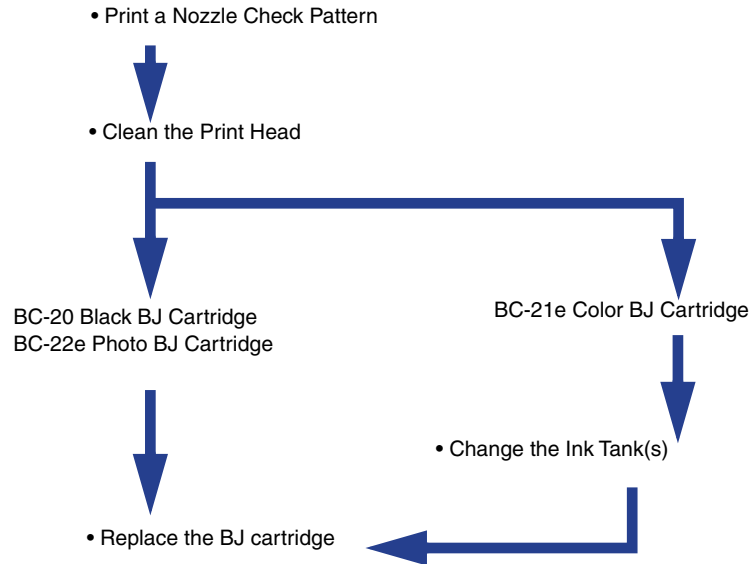 • Print a Nozzle Check Pattern
• Clean the Print Head
BC-20 Black BJ Cartridge
BC-22e Photo BJ Cartridge
BC-21e Color BJ Cartridge
• Change the Ink Tank(s)
• Replace the BJ cartridge